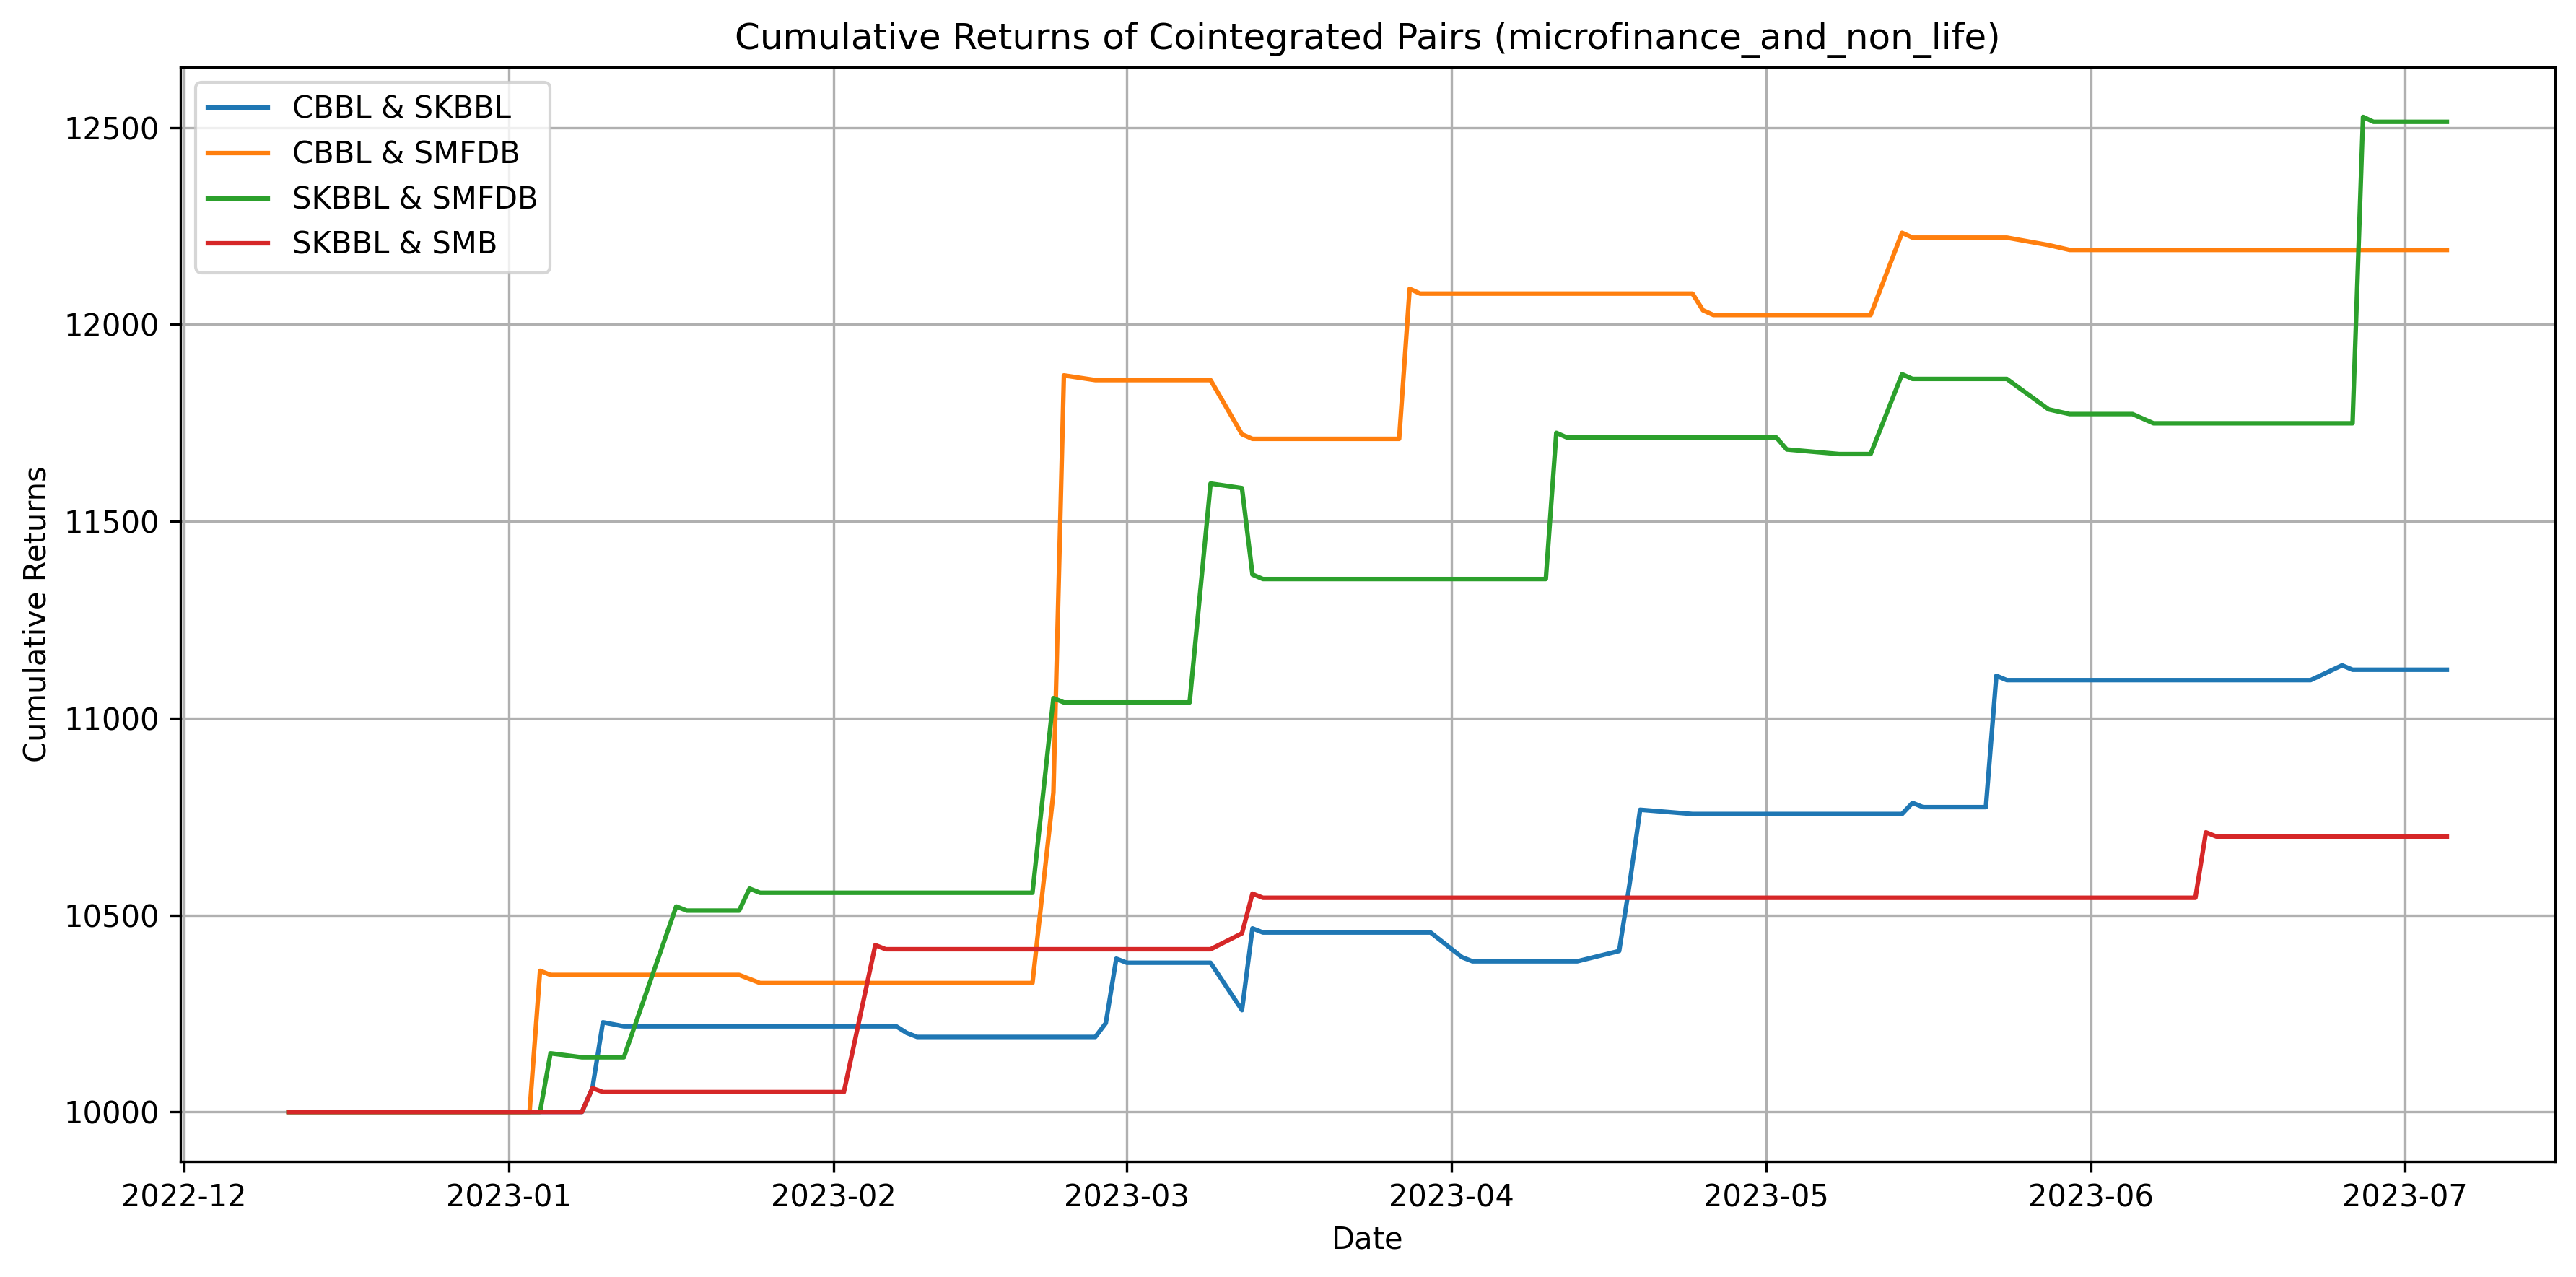 Cumulative Returns of Cointegrated Pairs (microfinance_and_non_life)
CBBL & SKBBL
CBBL & SMFDB
SKBBL & SMFDB
SKBBL & SMB
12500
12000
11500
11000
10500
10000
Cumulative Returns
2022-12 2023-01 2023-02 2023-03 2023-04 2023-05 2023-06 2023-07
Date